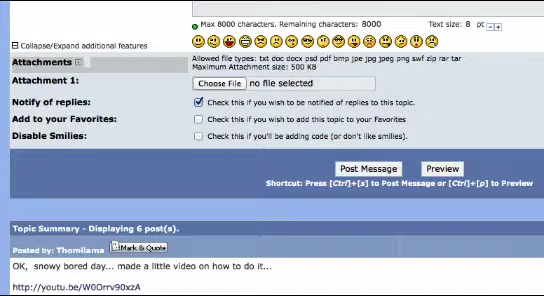 Max 8000 characters. Remaining characters: 8000 Text size: 8 pt
Collapse/Expand additional features
Attachments Allowed file types: txt doc docx psd pdf bmp jpe jpg jpeg png swf zip rar tar
Maximum Attachment size: 500 KB
Attachment 1: Choose File no file selected
Notify of replies: Check this if you wish to be notified of replies to this topic.
Add to your Favorites: Check this if you wish to add this topic to your Favorites
Disable Smilies: Check this if you'll be adding code (or don't like smilies).
Post Message Preview
Shortcut: Press [Ctrl]+[s] to Post Message or [Ctrl]+[p] to Preview
Topic Summary - Displaying 6 post(s).
Posted by: Thomllama Mark & Quote
OK, snowy bored day... made a little video on how to do it...
http://youtu.be/W0Orrv90xzA